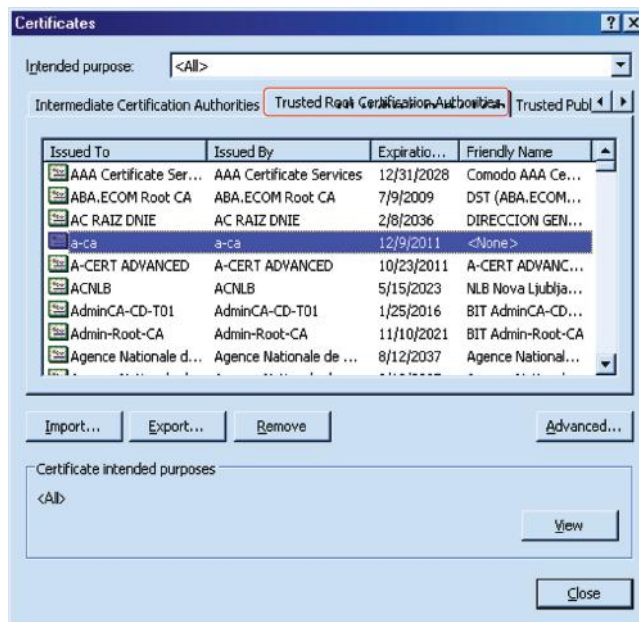 Certificates
Intended purpose: <All>
Intermediate Certification Authorities Trusted Root Certification Authorities Trusted Publ
Issued To Issued By Expiratio... Friendly Name
AAA Certificate Ser... AAA Certificate Services 12/31/2028 Comodo AAA Ce...
ABA.ECOM Root CA ABA.ECOM Root CA 7/9/2009 DST (ABA.ECOM...
AC RAIZ DNIE AC RAIZ DNIE 2/8/2036 DIRECCION GEN...
a-ca a-ca 12/9/2011 <None>
A-CERT ADVANCED A-CERT ADVANCED 10/23/2011 A-CERT ADVANC...
ACNLB ACNLB 5/15/2023 NLB Nova Ljublja...
AdminCA-CD-T01 AdminCA-CD-T01 1/25/2016 BIT AdminCA-CD...
Admin-Root-CA Admin-Root-CA 11/10/2021 BIT Admin-Root-CA
Agence Nationale d... Agence Nationale de ... 8/12/2037 Agence National...
Import... Export... Remove Advanced...
Certificate intended purposes
<All>
View
Close